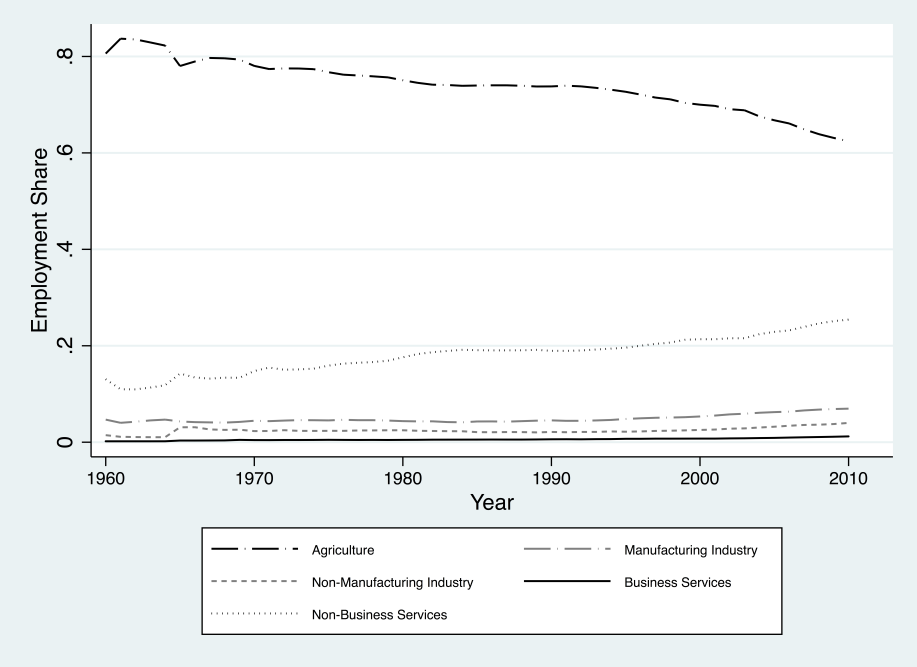 .8
.6
.4
.2
0
Employment Share
1960 1970 1980 1990 2000 2010
Year
Agriculture Manufacturing Industry
Non-Manufacturing Industry Business Services
Non-Business Services